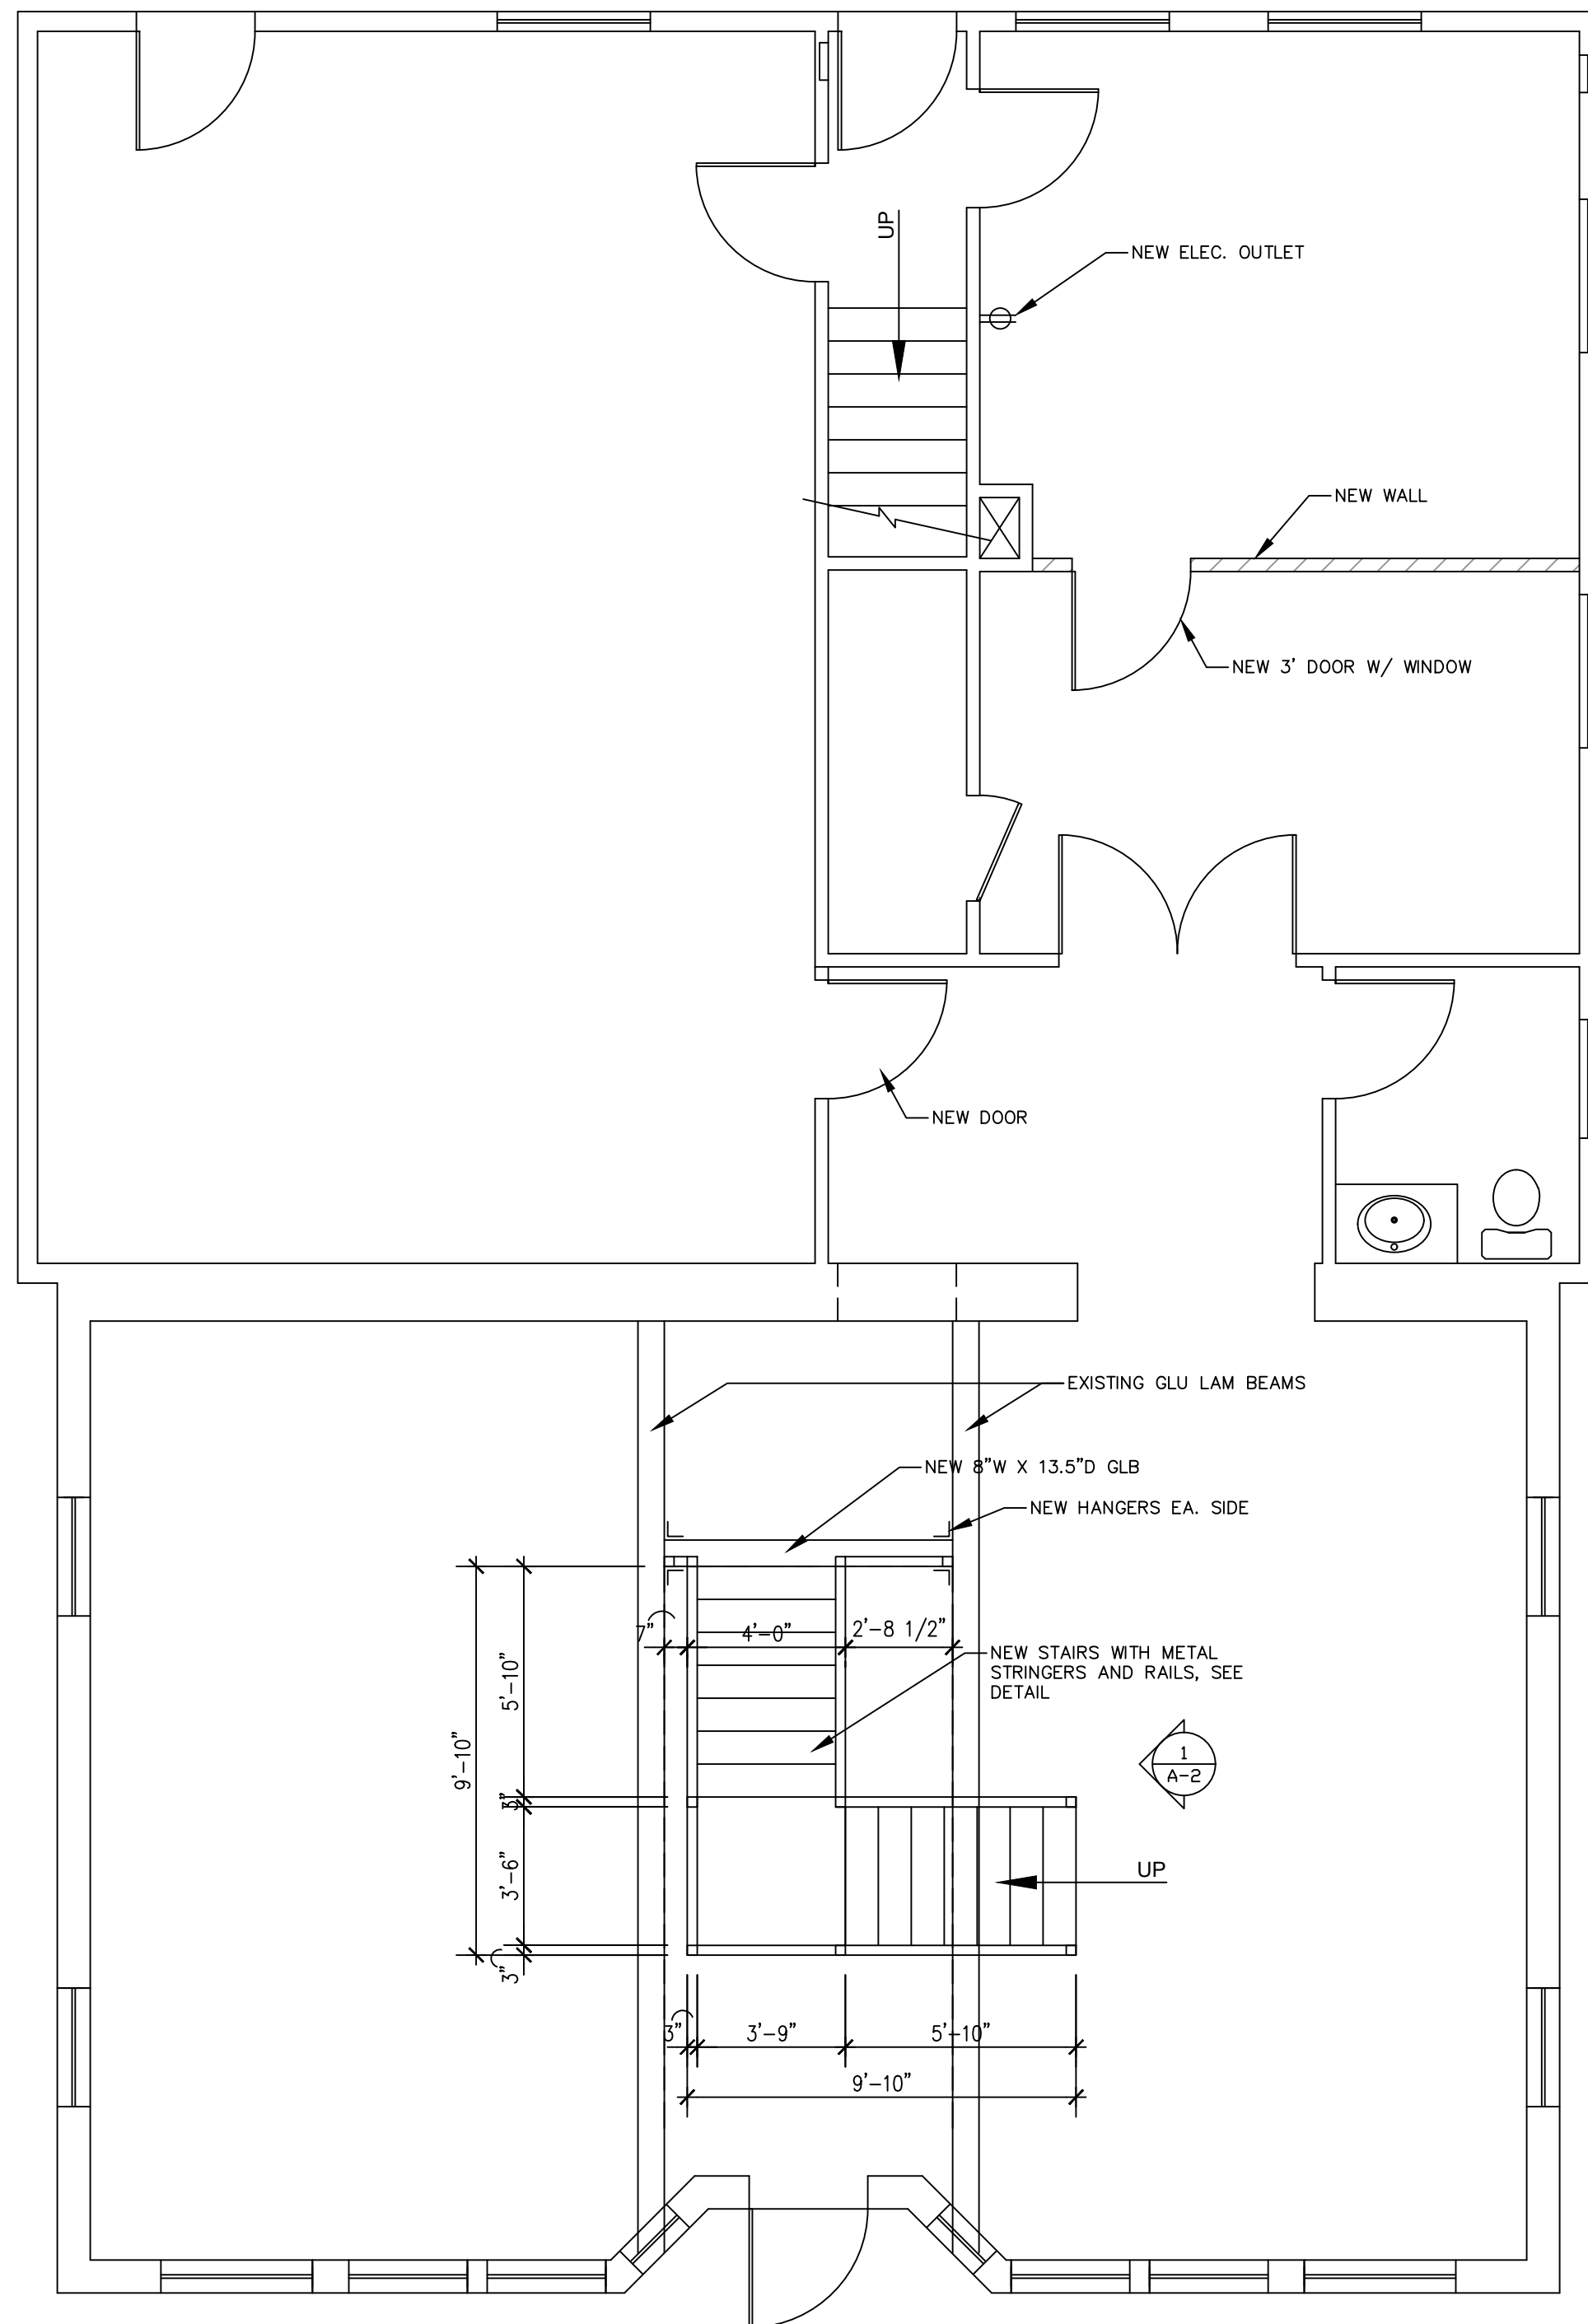 UP
NEW ELEC. OUTLET
NEW WALL
NEW 3' DOOR W/ WINDOW
NEW DOOR
EXISTING GLU LAM BEAMS
NEW 8"W X 13.5"D GLB
NEW HANGERS EA. SIDE
7"
4'-0"
2'-8 1/2"
NEW STAIRS WITH METAL
STRINGERS AND RAILS, SEE
DETAIL
5'-10"
9'-10"
1
A-2
3"
3'-6"
UP
3"
3"
3'-9"
5'-10"
9'-10"